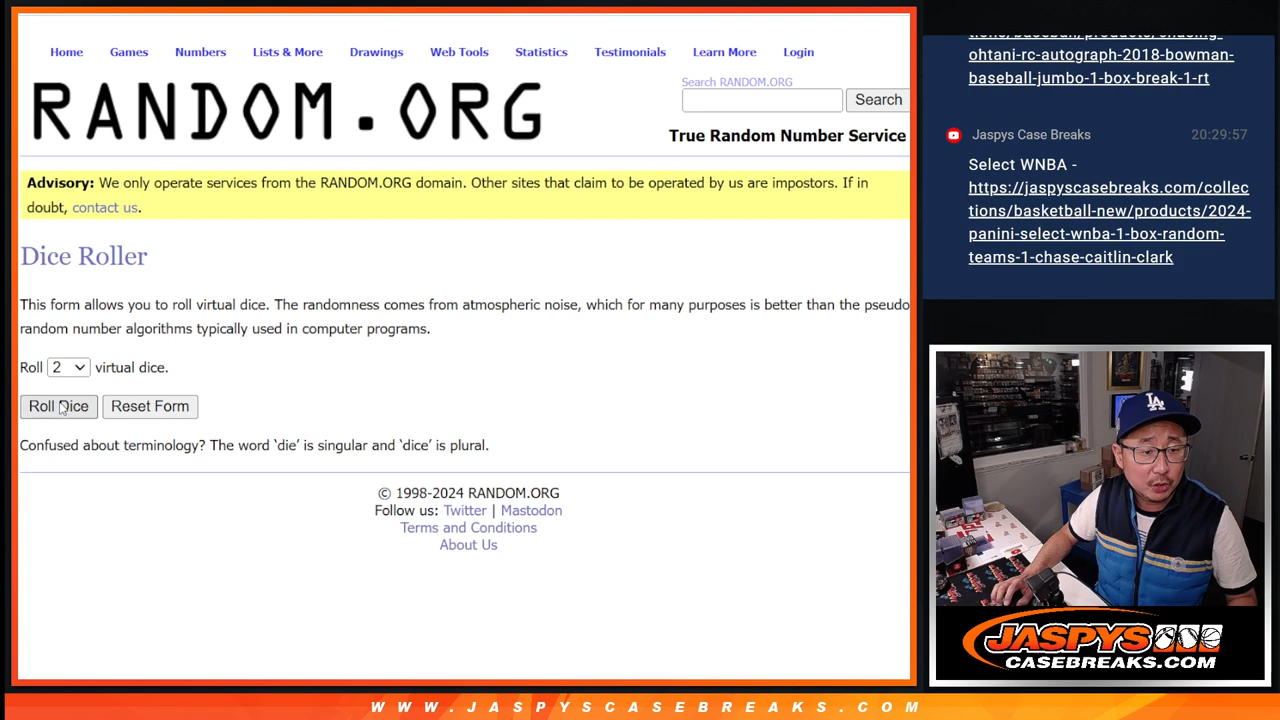 Home Games Numbers Lists & More Drawings Web Tools Statistics Testimonials Learn More Login
RANDOM.ORG
Search RANDOM.ORG
Search
True Random Number Service
Advisory: We only operate services from the RANDOM.ORG domain. Other sites that claim to be operated by us are impostors. If in
doubt, contact us.
Dice Roller
This form allows you to roll virtual dice. The randomness comes from atmospheric noise, which for many purposes is better than the pseudo
random number algorithms typically used in computer programs.
Roll 2 virtual dice.
Roll Dice Reset Form
Confused about terminology? The word ‘die’ is singular and ‘dice’ is plural.
© 1998-2024 RANDOM.ORG
Follow us: Twitter | Mastodon
Terms and Conditions
About Us
ohtani-rc-autograph-2018-bowman-
baseball-jumbo-1-box-break-1-rt
Jaspys Case Breaks 20:29:57
Select WNBA -
https://jaspyscasebreaks.com/collec
tions/basketball-new/products/2024-
panini-select-wnba-1-box-random-
teams-1-chase-caitlin-clark
LA
JASPYS
CASEBREAKS.COM
WWW.JASPYSCASEBREAKS.COM